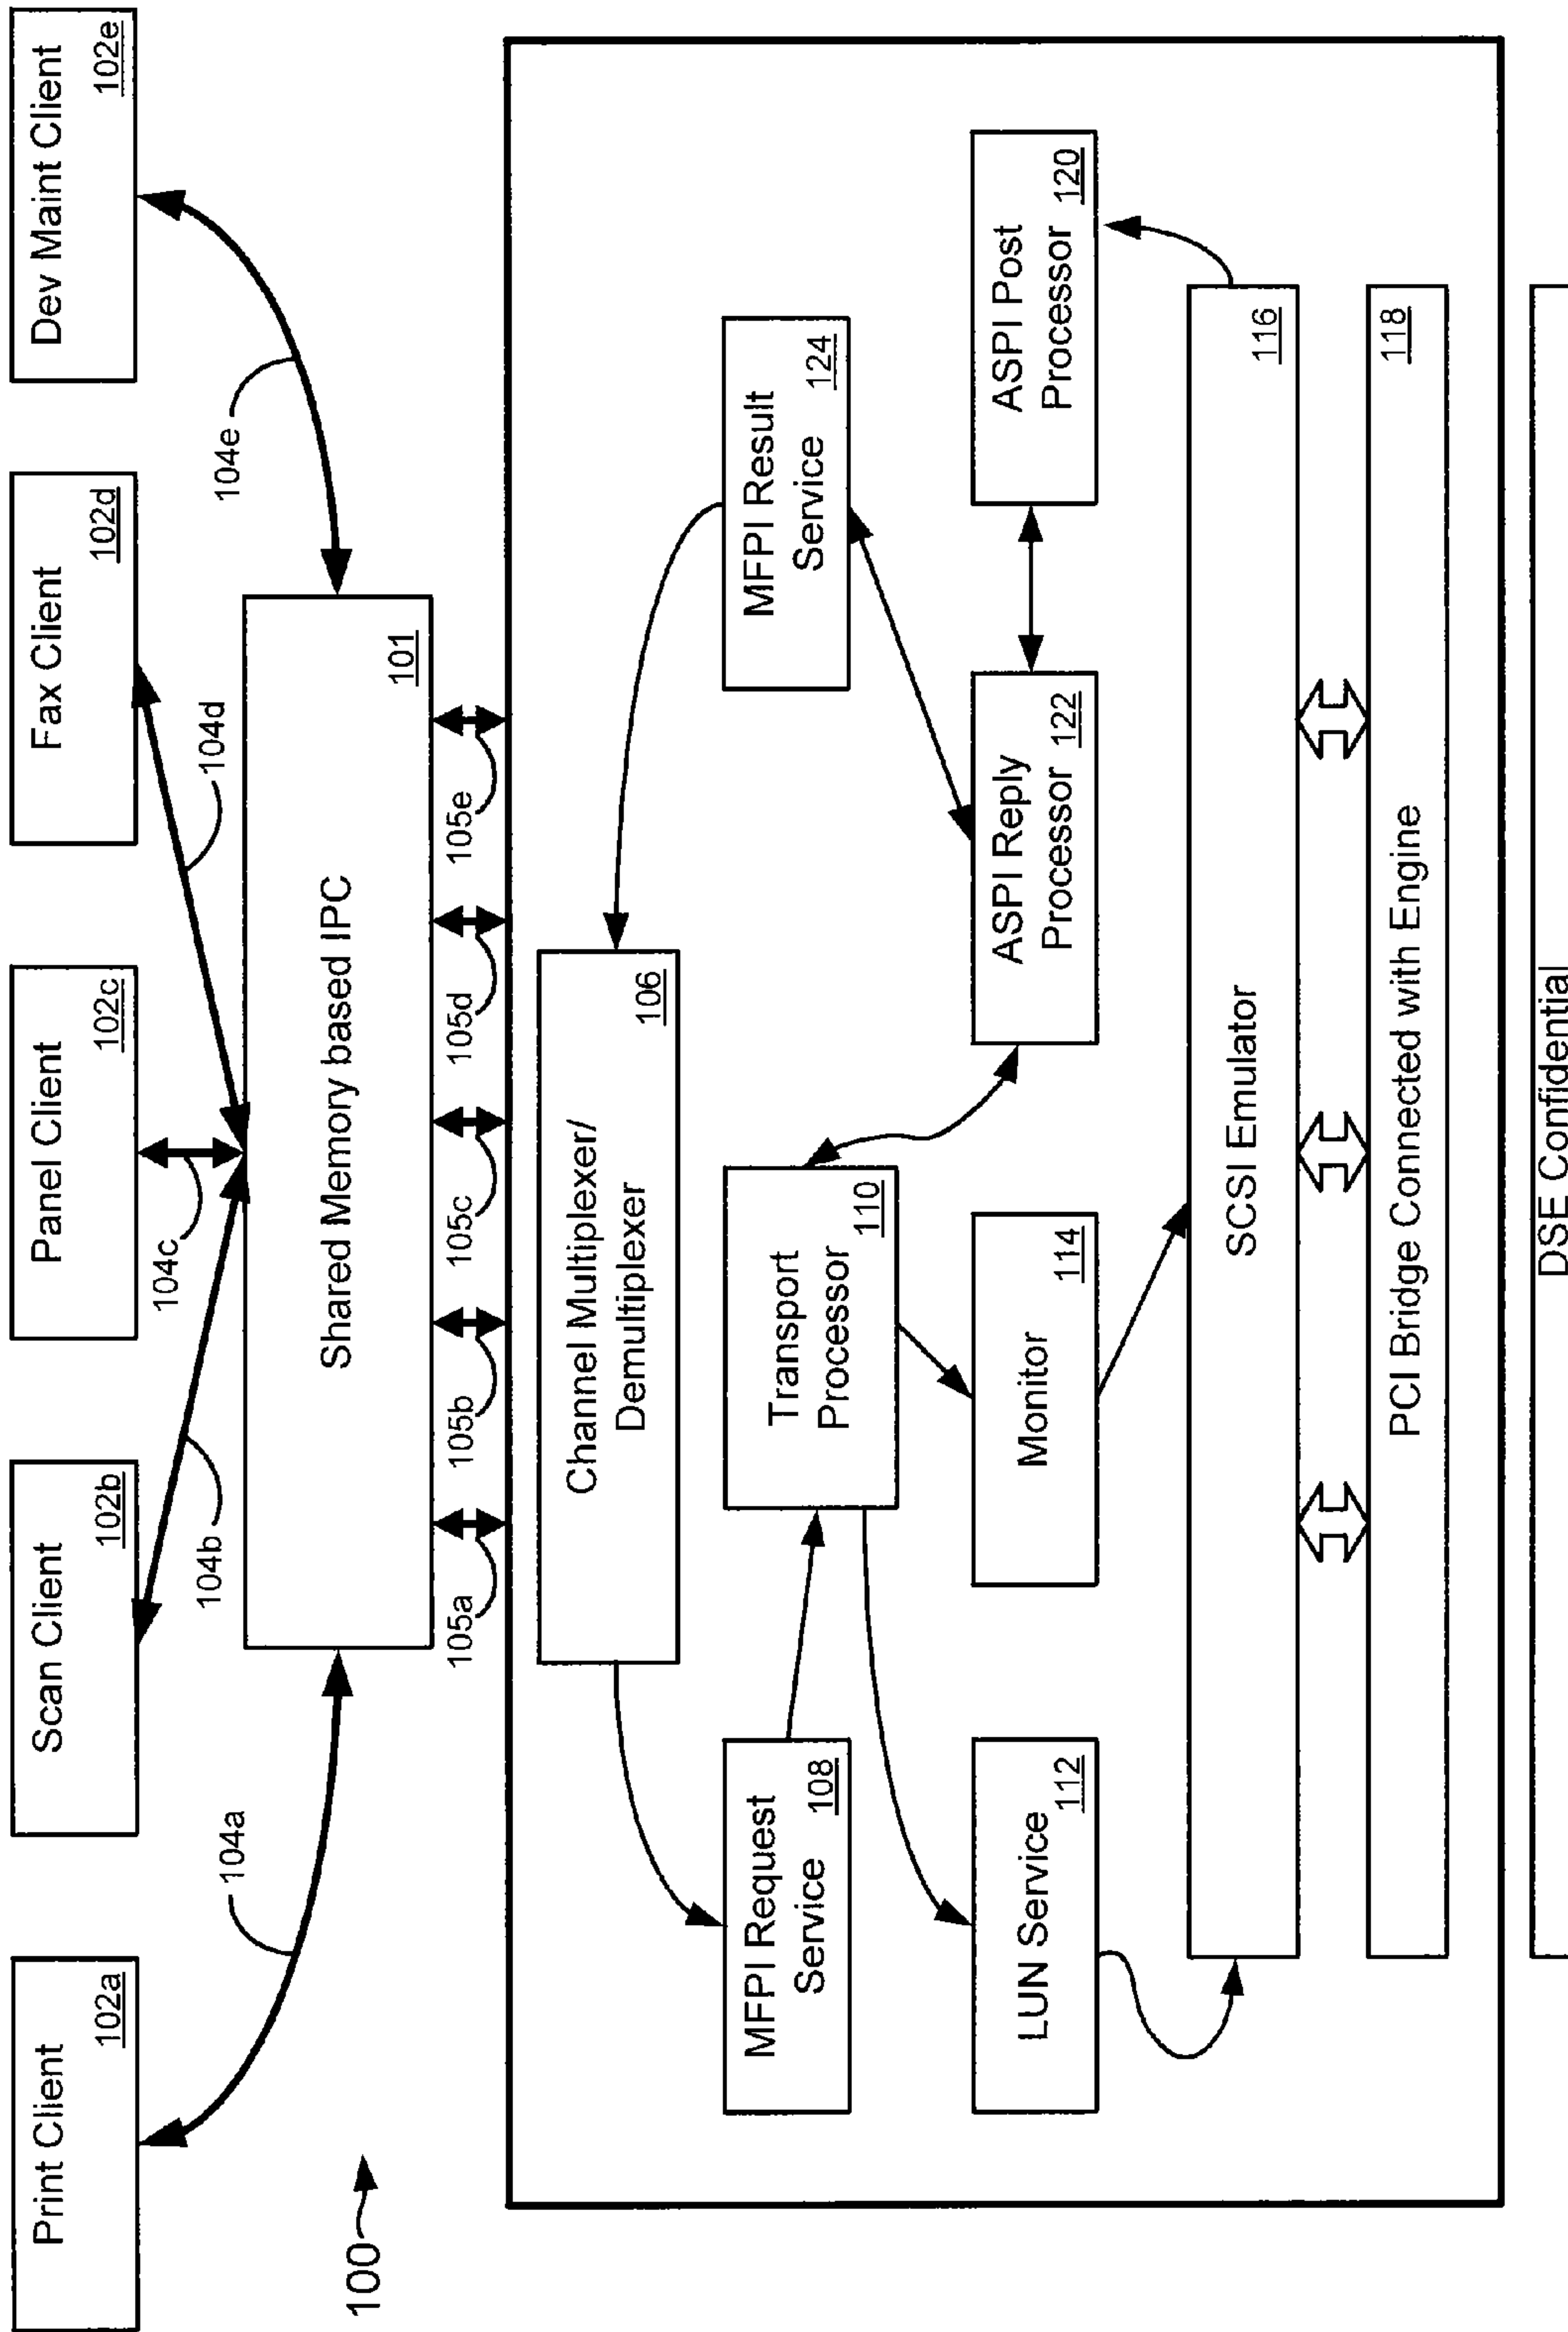 Print Client
102a
Scan Client
102b
Panel Client
102c
Fax Client
102d
Dev Maint Client
102e
104a
104b
104c
104d
104e
100
Shared Memory based IPC
101
105a
105b
105c
105d
105e
Channel Multiplexer/
Demultiplexer
106
MFPI Request
Service
108
Transport
Processor
110
MFPI Result
Service
124
LUN Service
112
Monitor
114
ASPI Reply
Processor
122
ASPI Post
Processor
120
SCSI Emulator
116
PCI Bridge Connected with Engine
118
DSE Confidential